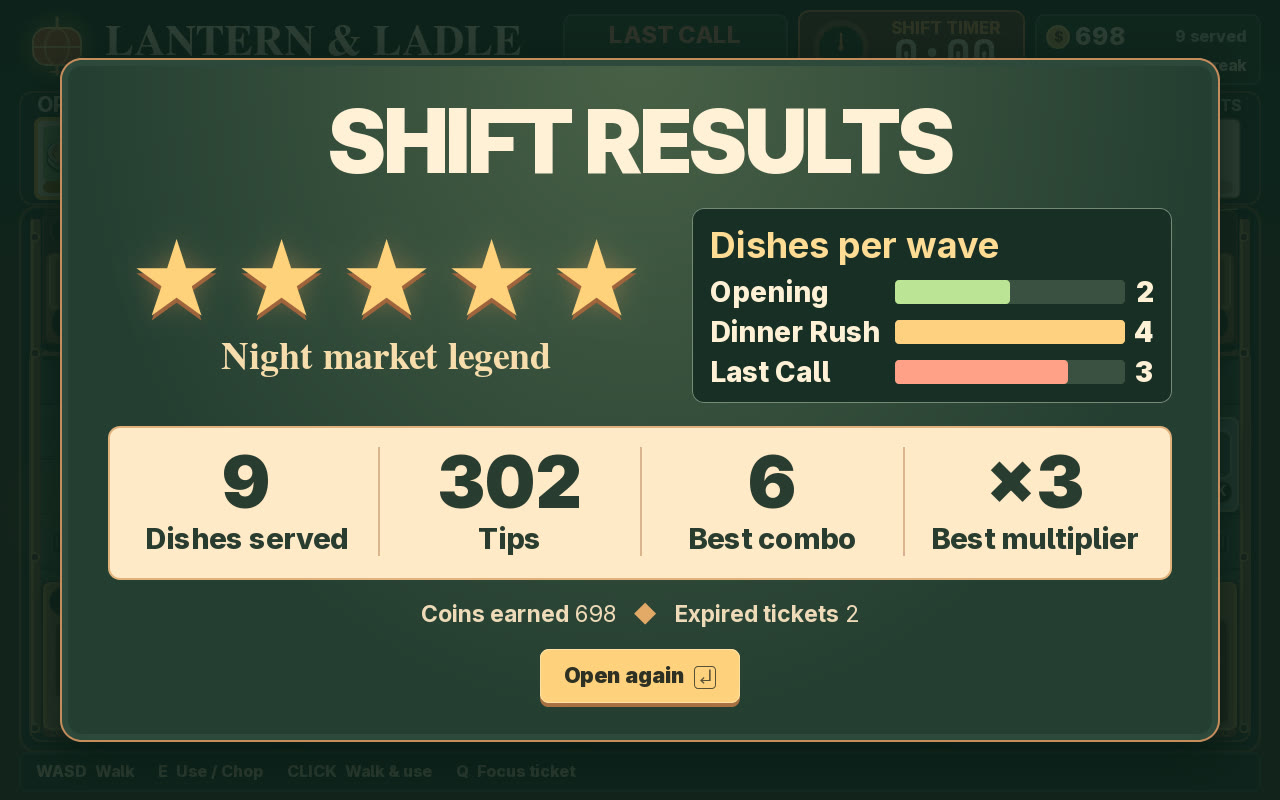 LANTERN & LADLE
LAST CALL
SHIFT TIMER
0:00
698
9 served
SHIFT RESULTS
Night market legend
Dishes per wave
Opening 2
Dinner Rush 4
Last Call 3
9
Dishes served
302
Tips
6
Best combo
×3
Best multiplier
Coins earned 698 ◆ Expired tickets 2
Open again
WASD Walk E Use / Chop CLICK Walk & use Q Focus ticket